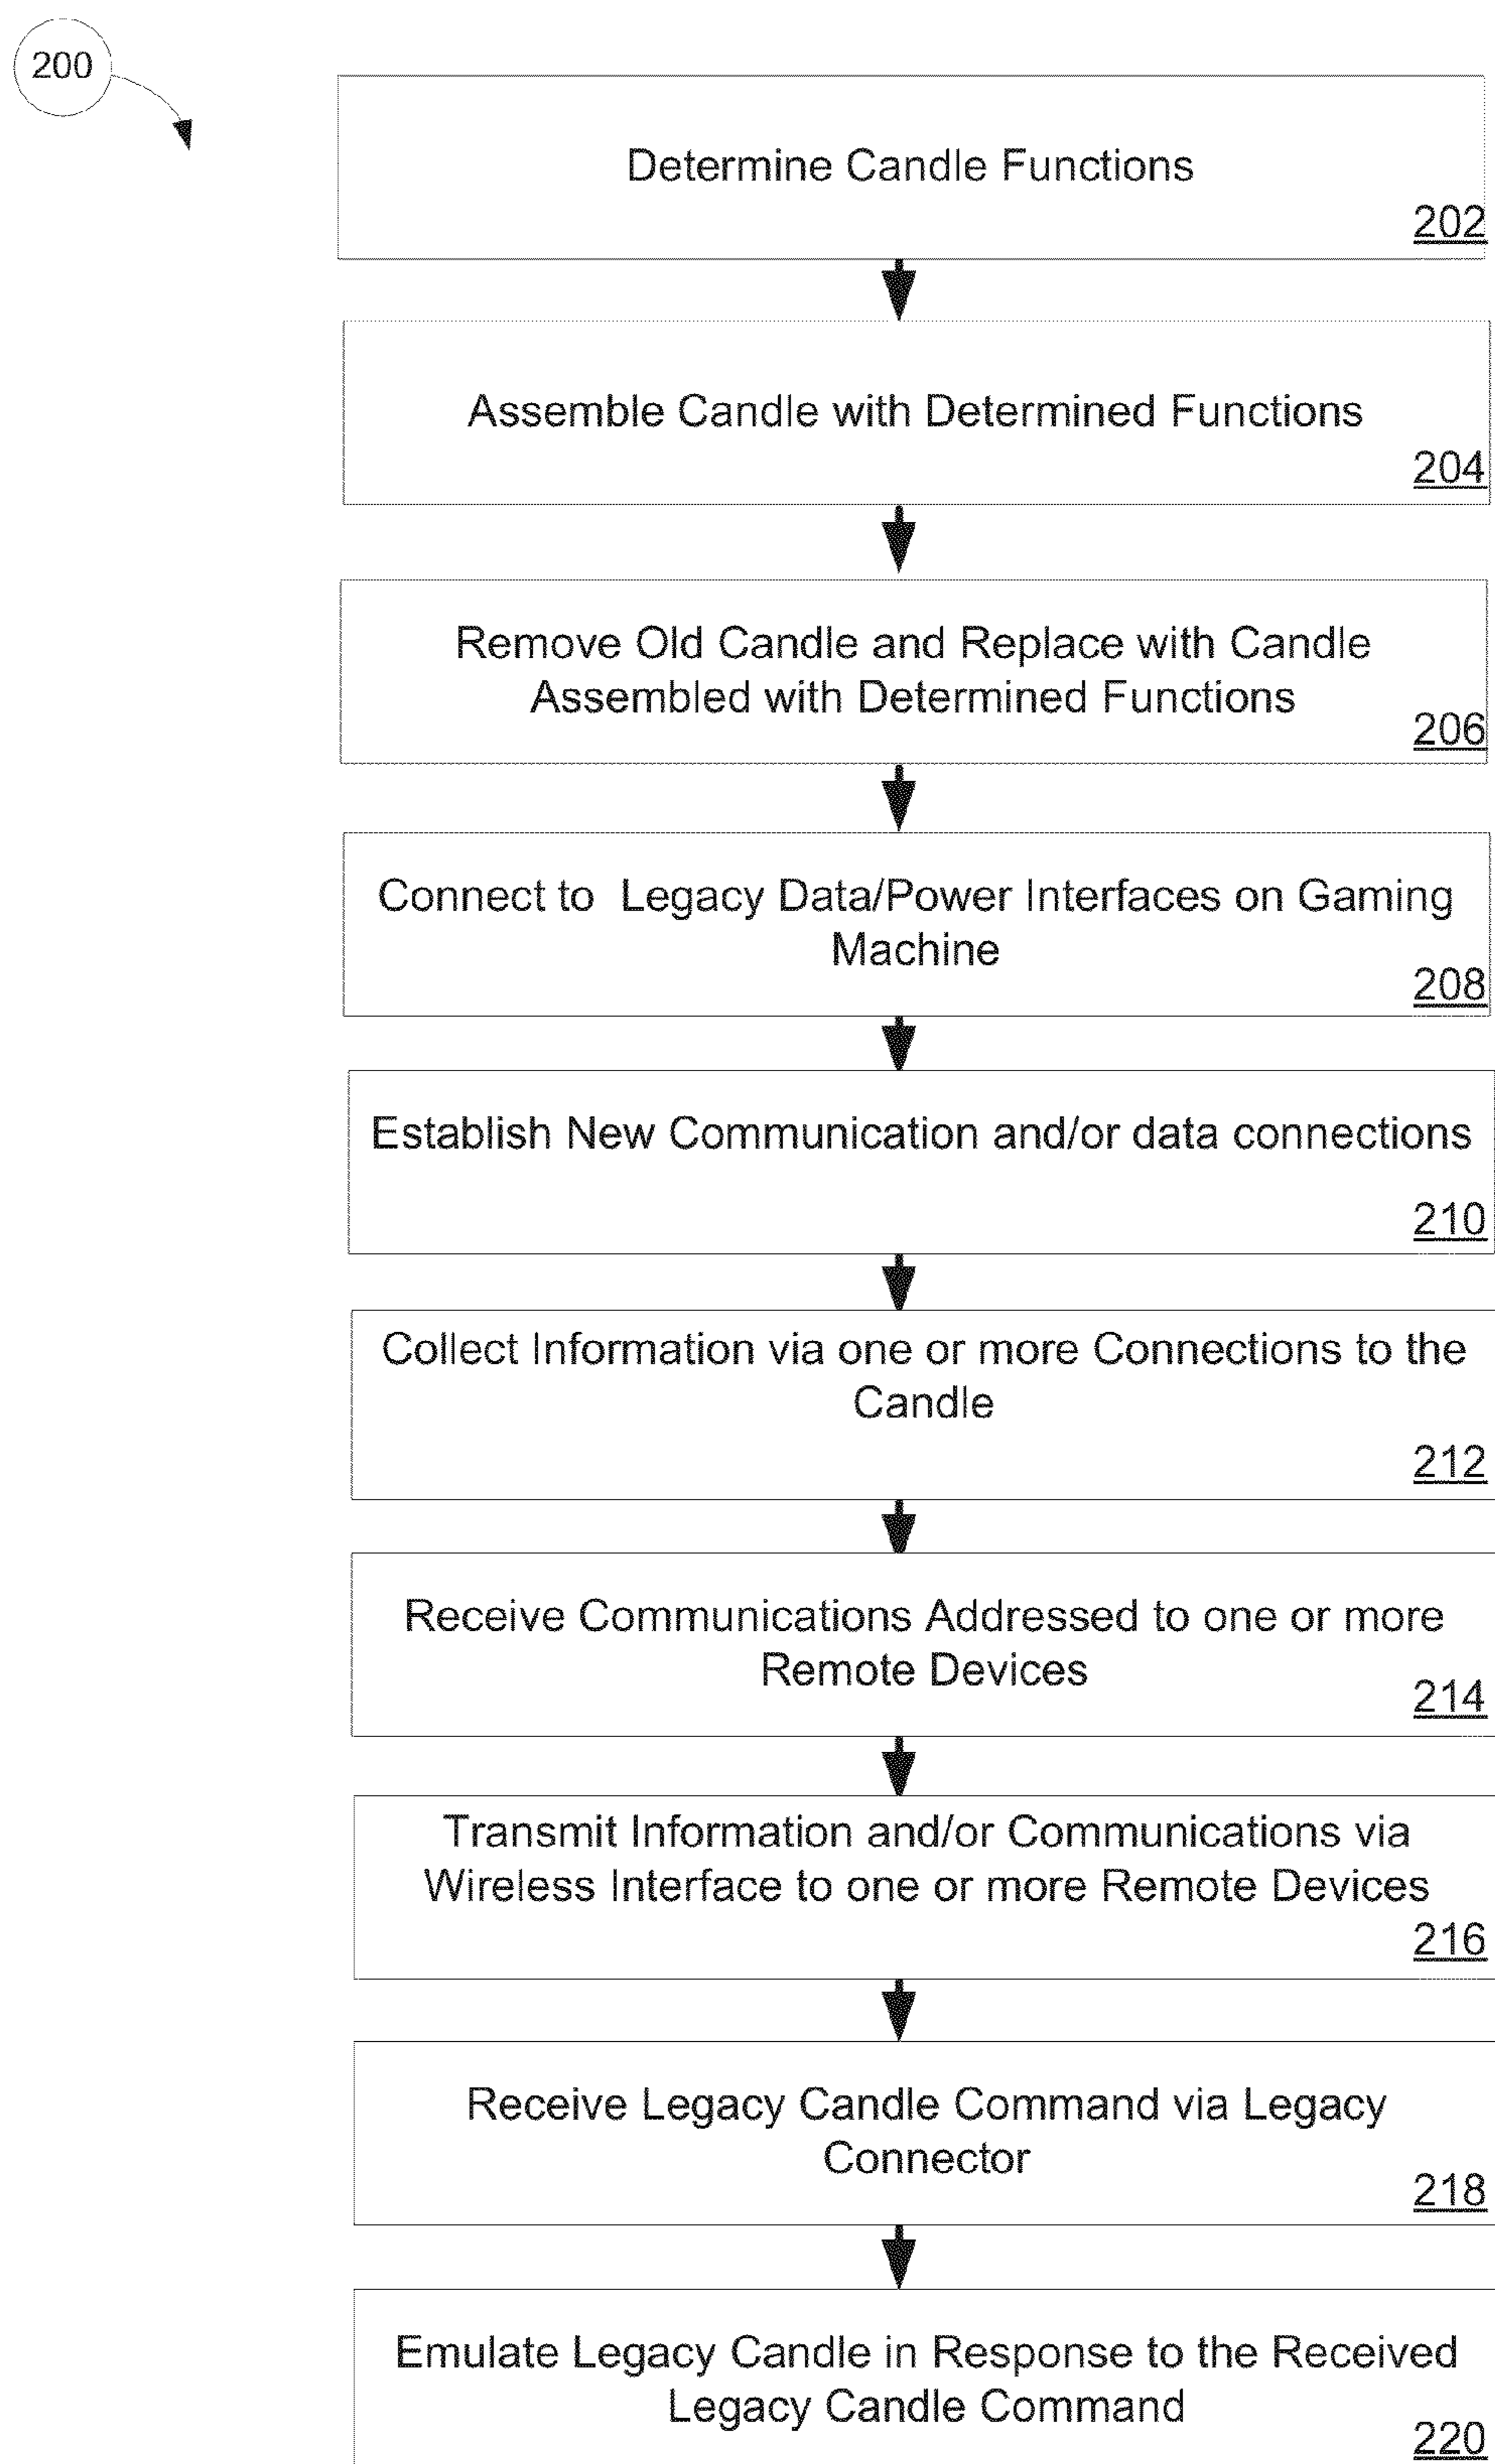 200
Determine Candle Functions
202
Assemble Candle with Determined Functions
204
Remove Old Candle and Replace with Candle
Assembled with Determined Functions
206
Connect to  Legacy Data/Power Interfaces on Gaming
Machine
208
Establish New Communication and/or data connections
210
Collect Information via one or more Connections to the
Candle
212
Receive Communications Addressed to one or more
Remote Devices
214
Transmit Information and/or Communications via
Wireless Interface to one or more Remote Devices
216
Receive Legacy Candle Command via Legacy
Connector
218
Emulate Legacy Candle in Response to the Received
Legacy Candle Command
220